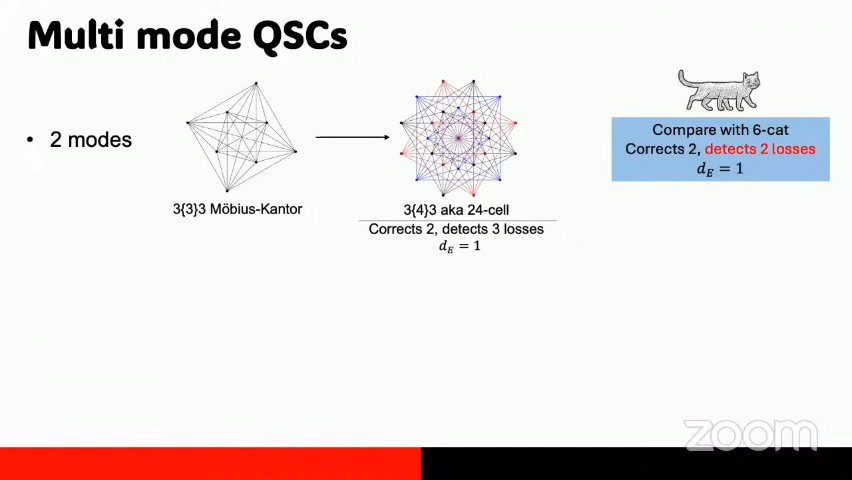 Multi mode QSCs
• 2 modes
3{3}3 Möbius-Kantor
3{4}3 aka 24-cell
Corrects 2, detects 3 losses
d_E = 1
Compare with 6-cat
Corrects 2, detects 2 losses
d_E = 1
zoom